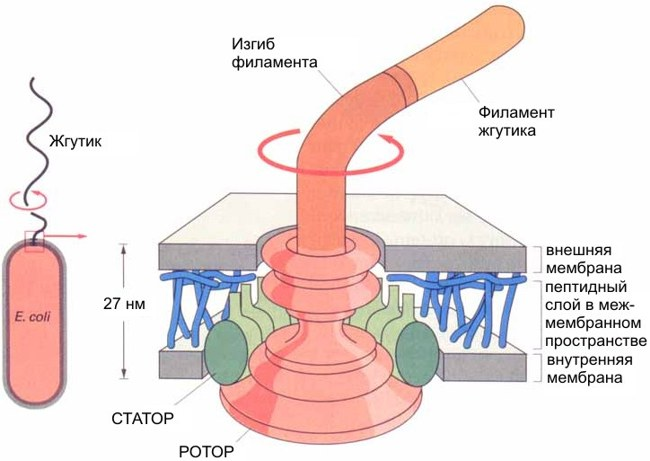 Изгиб
филамента
Филамент
жгутика
Жгутик
E. coli
27 нм
внешняя
мембрана
пептидный
слой в меж-
мембранном
пространстве
внутренняя
мембрана
СТАТОР
РОТОР